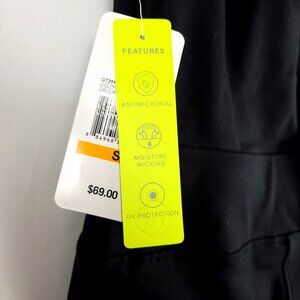 FEATURES
ANTIMICROBIAL
MOISTURE
WICKING
UV PROTECTION
S
$69.00